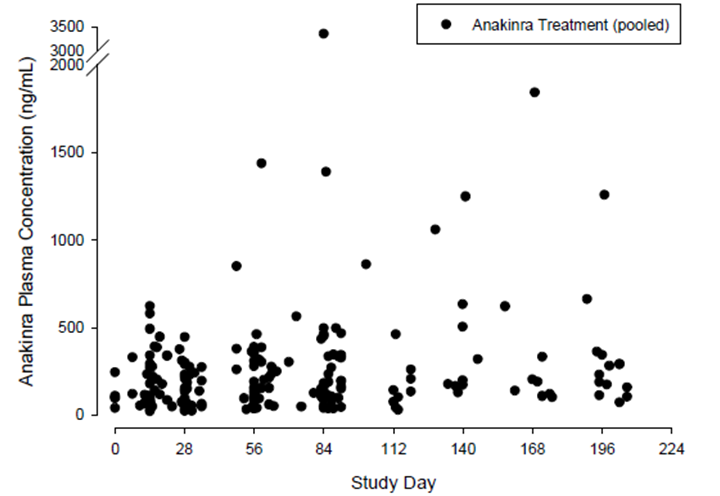 Anakinra Treatment (pooled)
Anakinra Plasma Concentration (ng/mL)
3500
3000
2000
1500
1000
500
0
0 28 56 84 112 140 168 196 224
Study Day